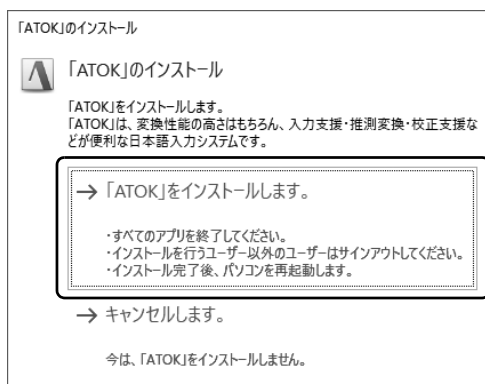 「ATOK」のインストール
「ATOK」のインストール
「ATOK」をインストールします。
「ATOK」は、変換性能の高さはもちろん、入力支援・推測変換・校正支援な
どが便利な日本語入力システムです。
→ 「ATOK」をインストールします。
・すべてのアプリを終了してください。
・インストールを行うユーザー以外のユーザーはサインアウトしてください。
・インストール完了後、パソコンを再起動します。
→ キャンセルします。
今は、「ATOK」をインストールしません。